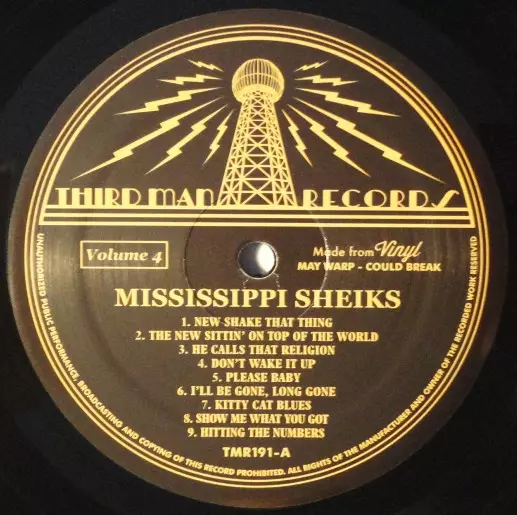 THIRD MAN RECORDS
Volume 4
Made from Vinyl
MAY WARP - COULD BREAK
MISSISSIPPI SHEIKS
1. NEW SHAKE THAT THING
2. THE NEW SITTIN' ON TOP OF THE WORLD
3. HE CALLS THAT RELIGION
4. DON'T WAKE IT UP
5. PLEASE BABY
6. I'LL BE GONE, LONG GONE
7. KITTY CAT BLUES
8. SHOW ME WHAT YOU GOT
9. HITTING THE NUMBERS
TMR191-A
UNAUTHORIZED PUBLIC PERFORMANCE, BROADCASTING AND COPYING OF THIS RECORD PROHIBITED. ALL RIGHTS OF THE MANUFACTURER AND OWNER OF THE RECORDED WORK RESERVED